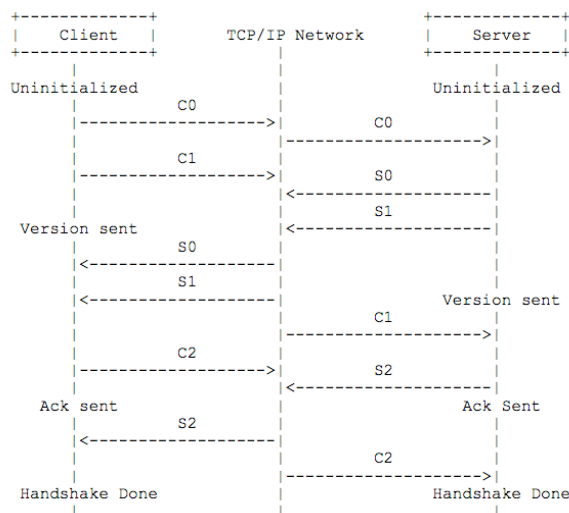 Client TCP/IP Network Server
Uninitialized Uninitialized
C0
C0
C1
S0
S1
Version sent
S0
S1
Version sent
C1
C2
S2
Ack sent Ack Sent
S2
C2
Handshake Done Handshake Done